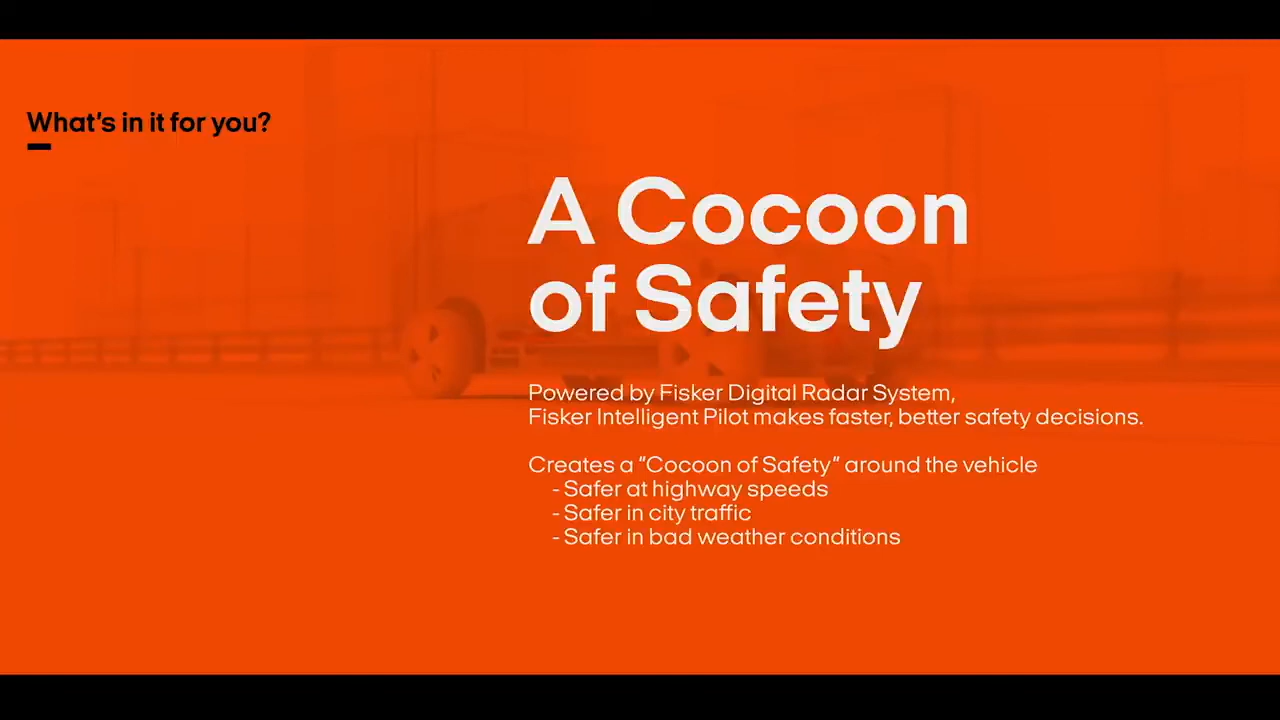 What's in it for you?
A Cocoon
of Safety
Powered by Fisker Digital Radar System,
Fisker Intelligent Pilot makes faster, better safety decisions.
Creates a "Cocoon of Safety" around the vehicle
- Safer at highway speeds
- Safer in city traffic
- Safer in bad weather conditions